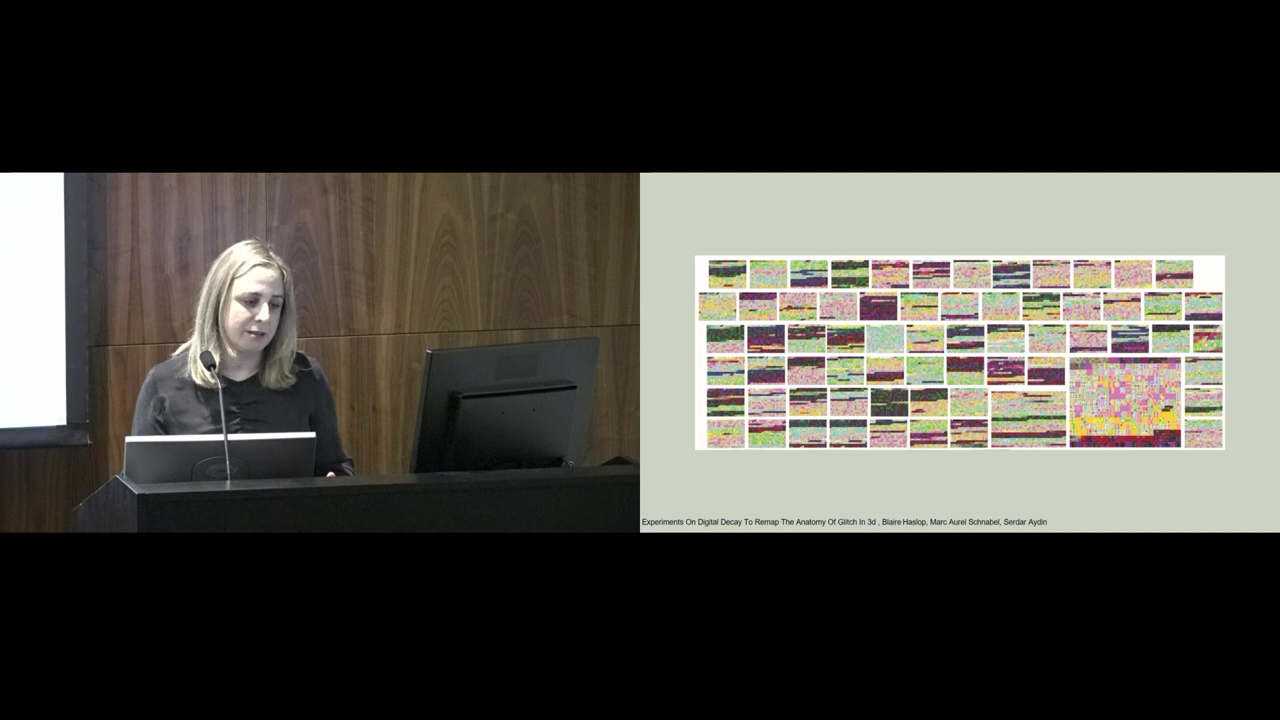 Experiments On Digital Decay To Remap The Anatomy Of Glitch In 3d , Blaire Haslop, Marc Aurel Schnabel, Serdar Aydin